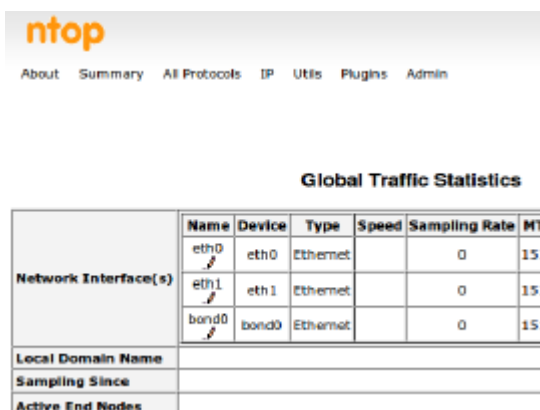 ntop
About Summary All Protocols IP Utils Plugins Admin
Global Traffic Statistics
Name Device Type Speed Sampling Rate
Network Interface(s)
eth0 eth0 Ethernet 0
eth1 eth1 Ethernet 0
bond0 bond0 Ethernet 0
Local Domain Name
Sampling Since
Active End Nodes